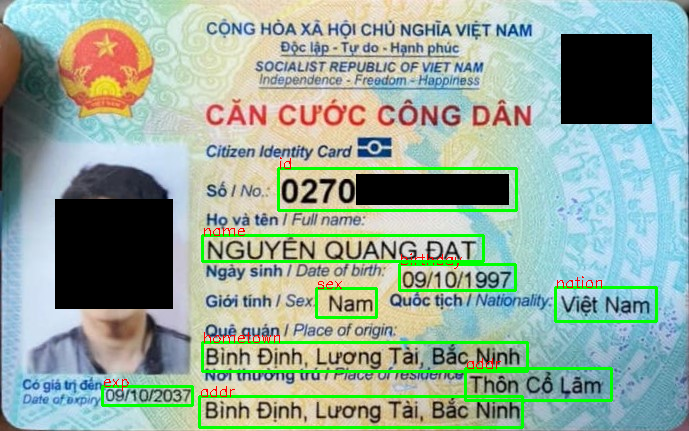 CỘNG HÒA XÃ HỘI CHỦ NGHĨA VIỆT NAM
Độc lập - Tự do - Hạnh phúc
SOCIALIST REPUBLIC OF VIET NAM
Independence - Freedom - Happiness
CĂN CƯỚC CÔNG DÂN
Citizen Identity Card
id
Số / No.: 0270
Họ và tên / Full name:
name
NGUYỄN QUANG ĐẠT
birthday
Ngày sinh / Date of birth: 09/10/1997
sex nation
Giới tính / Sex: Nam Quốc tịch / Nationality: Việt Nam
Quê quán / Place of origin:
hometown
Bình Định, Lương Tài, Bắc Ninh
addr
Nơi thường trú / Place of residence: Thôn Cổ Lãm
exp addr
Có giá trị đến
Date of expiry 09/10/2037
Bình Định, Lương Tài, Bắc Ninh